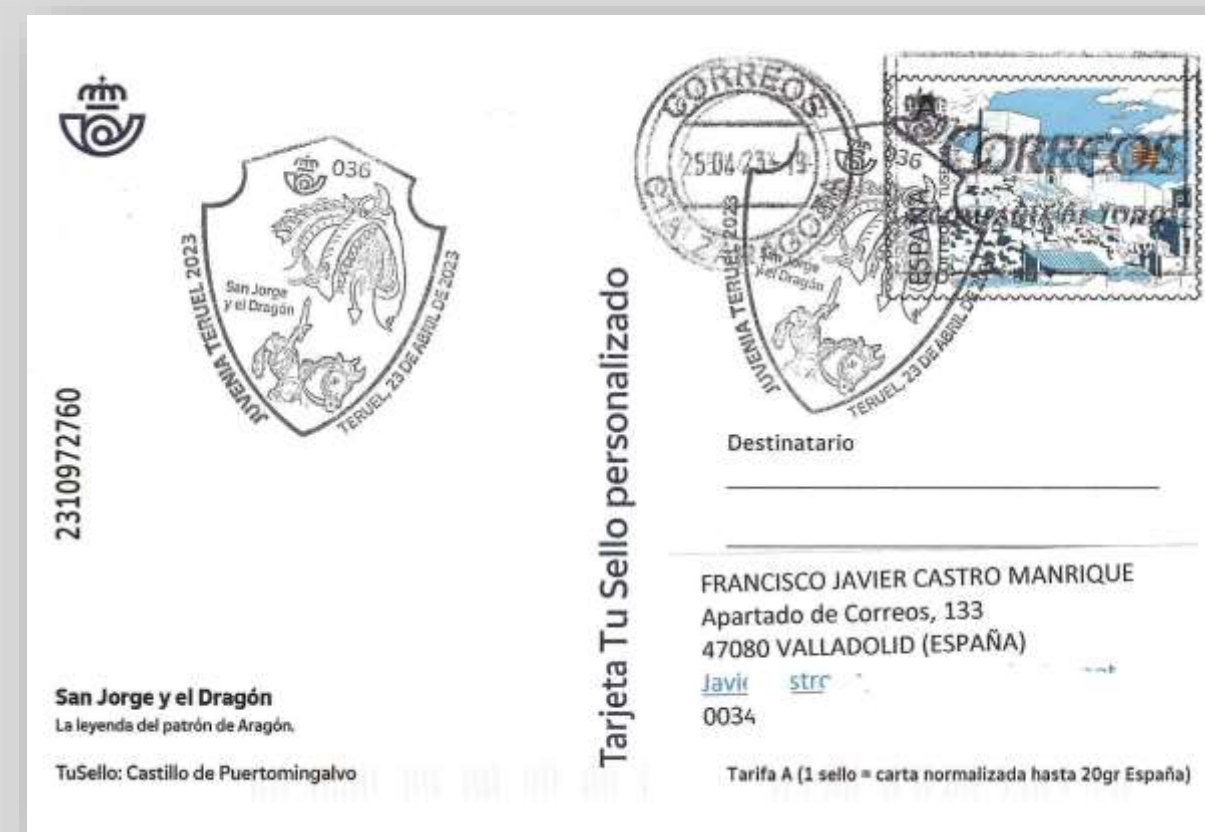 036
San Jorge
y el Dragón
JUVENIA TERUEL 2023
TERUEL, 23 DE ABRIL DE 2023
2310972760
San Jorge y el Dragón
La leyenda del patrón de Aragón.
TuSello: Castillo de Puertomingalvo
Tarjeta Tu Sello personalizado
CORREOS
25 04 23
ZARAGOZA
036
San Jorge
y el Dragón
JUVENIA TERUEL 2023
TERUEL, 23 DE ABRIL DE
A
CORREOS
ESPAÑA
Correos
Destinatario
FRANCISCO JAVIER CASTRO MANRIQUE
Apartado de Correos, 133
47080 VALLADOLID (ESPAÑA)
0034
Tarifa A (1 sello = carta normalizada hasta 20gr España)